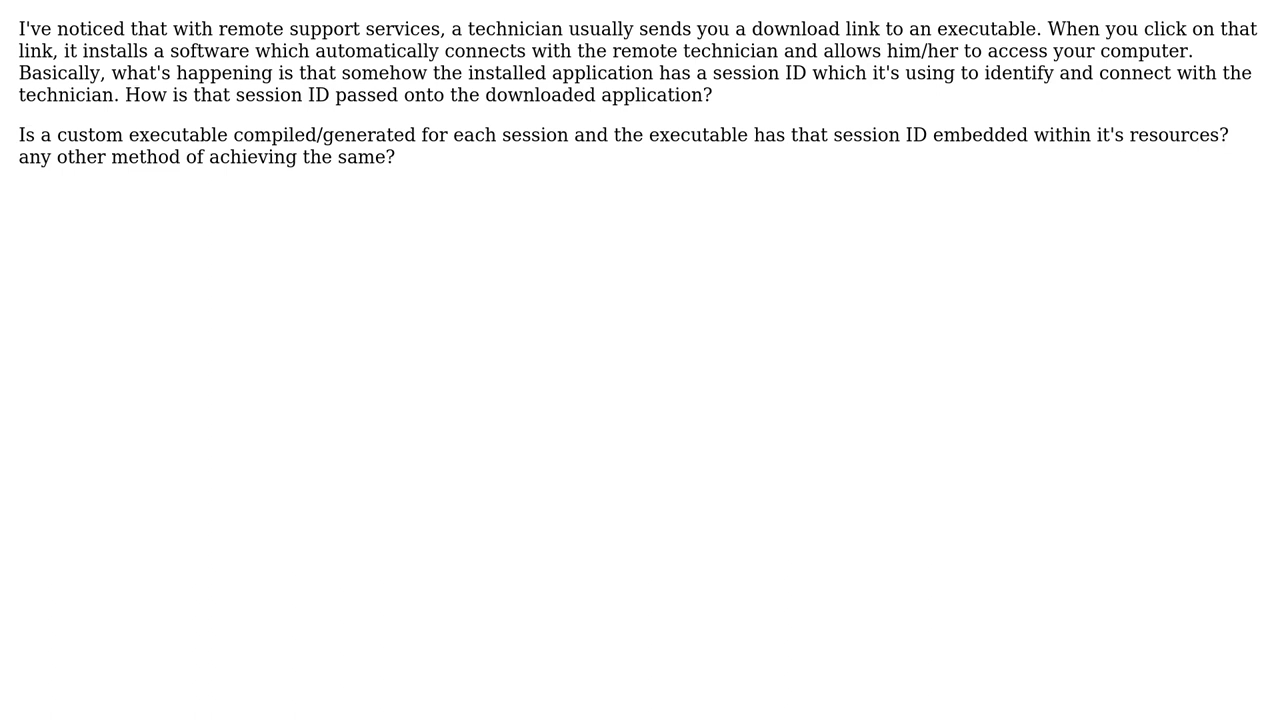 I've noticed that with remote support services, a technician usually sends you a download link to an executable. When you click on that
link, it installs a software which automatically connects with the remote technician and allows him/her to access your computer.
Basically, what's happening is that somehow the installed application has a session ID which it's using to identify and connect with the
technician. How is that session ID passed onto the downloaded application?
Is a custom executable compiled/generated for each session and the executable has that session ID embedded within it's resources?
any other method of achieving the same?